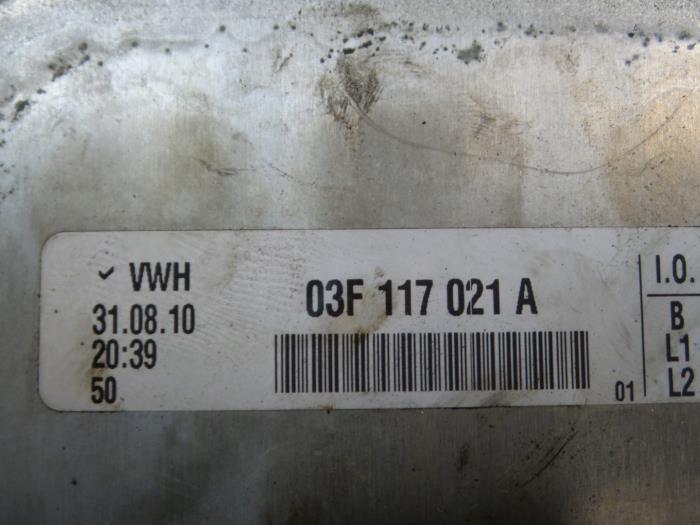 ✓ VWH
31.08.10
20:39
50
03F 117 021 A
01
I.O.
B
L1
L2